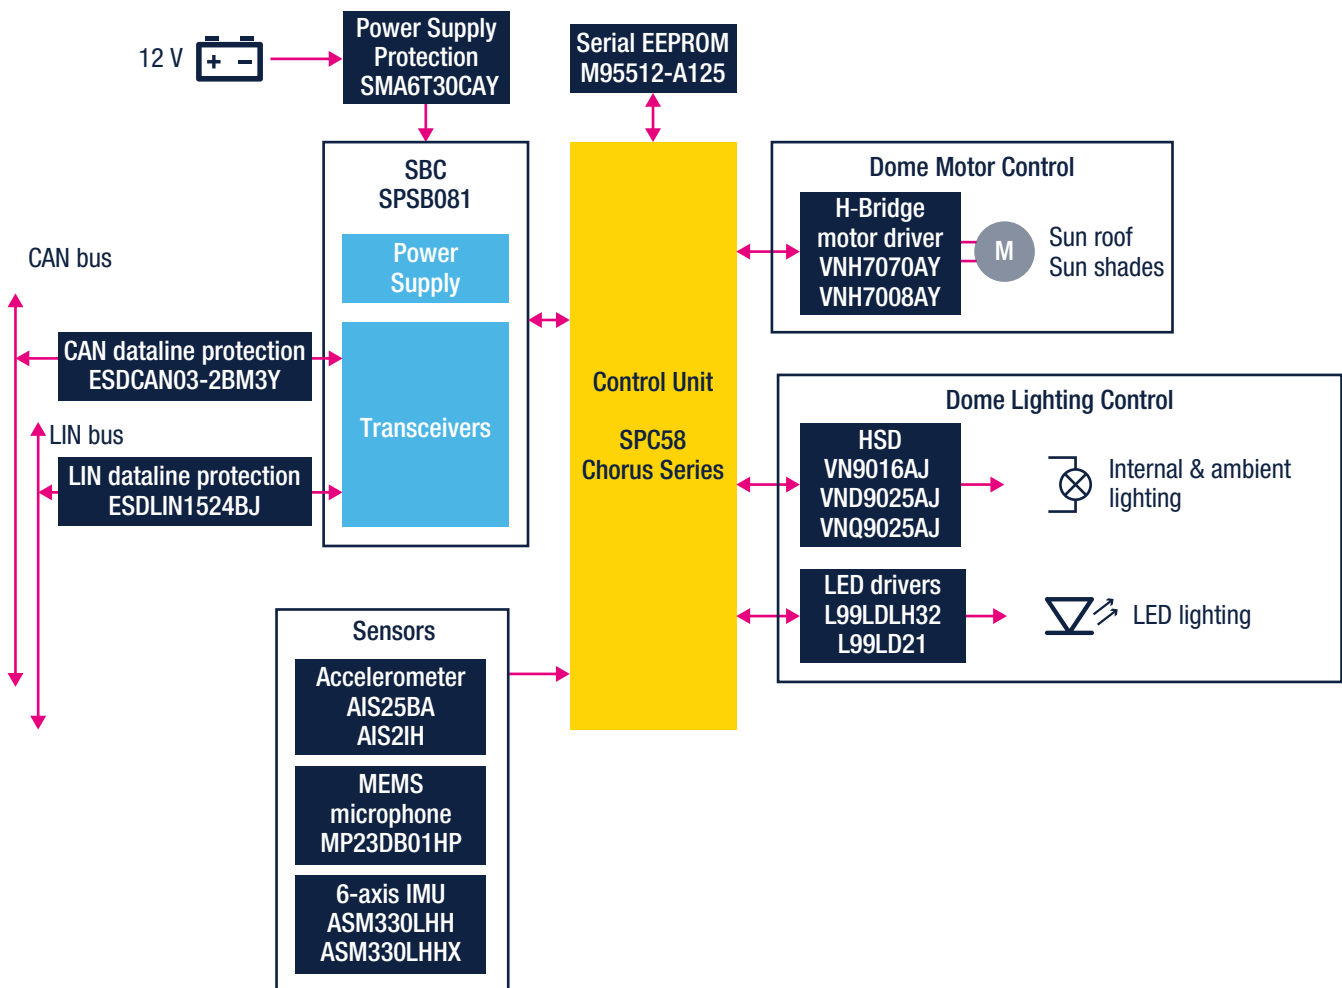 12 V
+ −
Power Supply
Protection
SMA6T30CAY
Serial EEPROM
M95512-A125
SBC
SPSB081
Power
Supply
Transceivers
CAN bus
CAN dataline protection
ESDCAN03-2BM3Y
LIN bus
LIN dataline protection
ESDLIN1524BJ
Control Unit
SPC58
Chorus Series
Dome Motor Control
H-Bridge
motor driver
VNH7070AY
VNH7008AY
M
Sun roof
Sun shades
Dome Lighting Control
HSD
VN9016AJ
VND9025AJ
VNQ9025AJ
Internal & ambient
lighting
LED drivers
L99LDLH32
L99LD21
LED lighting
Sensors
Accelerometer
AIS25BA
AIS2IH
MEMS
microphone
MP23DB01HP
6-axis IMU
ASM330LHH
ASM330LHHX